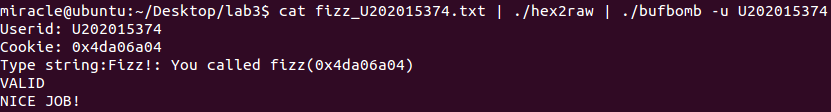 miracle@ubuntu:~/Desktop/lab3$ cat fizz_U202015374.txt | ./hex2raw | ./bufbomb -u U202015374
Userid: U202015374
Cookie: 0x4da06a04
Type string:Fizz!: You called fizz(0x4da06a04)
VALID
NICE JOB!